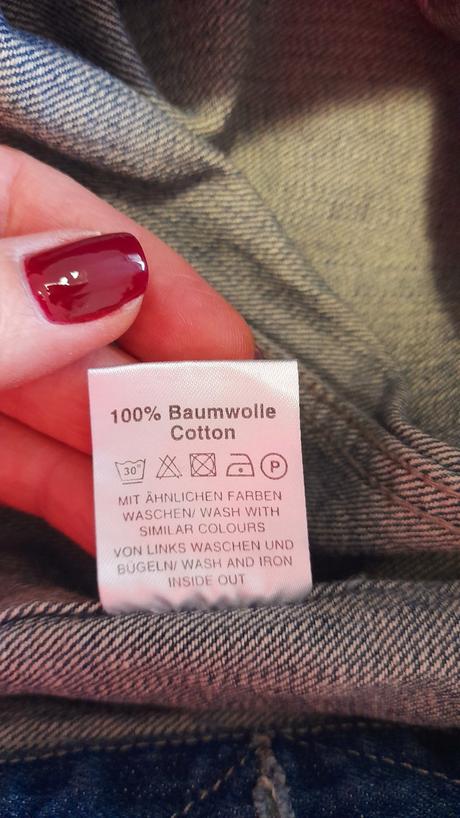 100% Baumwolle
Cotton
30° P
MIT ÄHNLICHEN FARBEN
WASCHEN/ WASH WITH
SIMILAR COLOURS
VON LINKS WASCHEN UND
BÜGELN/ WASH AND IRON
INSIDE OUT